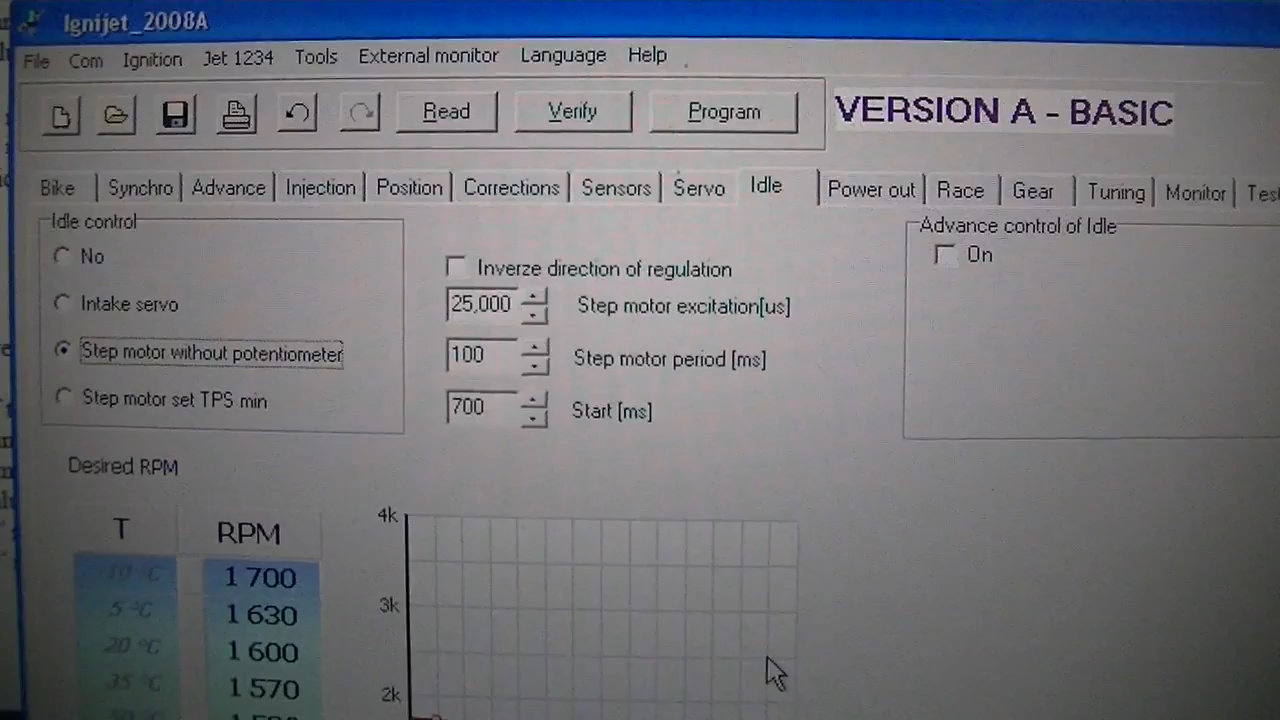 Ignijet_2008A
File Com Ignition Jet 1234 Tools External monitor Language Help
Read Verify Program VERSION A - BASIC
Bike Synchro Advance Injection Position Corrections Sensors Servo Idle Power out Race Gear Tuning Monitor
Idle control
Advance control of Idle
No
On
Inverze direction of regulation
Intake servo
25,000 Step motor excitation[us]
Step motor without potentiometer
100 Step motor period [ms]
Step motor set TPS min
700 Start [ms]
Desired RPM
T RPM
4k
1 700
5 °C 1 630
3k
20 °C 1 600
35 °C 1 570
2k